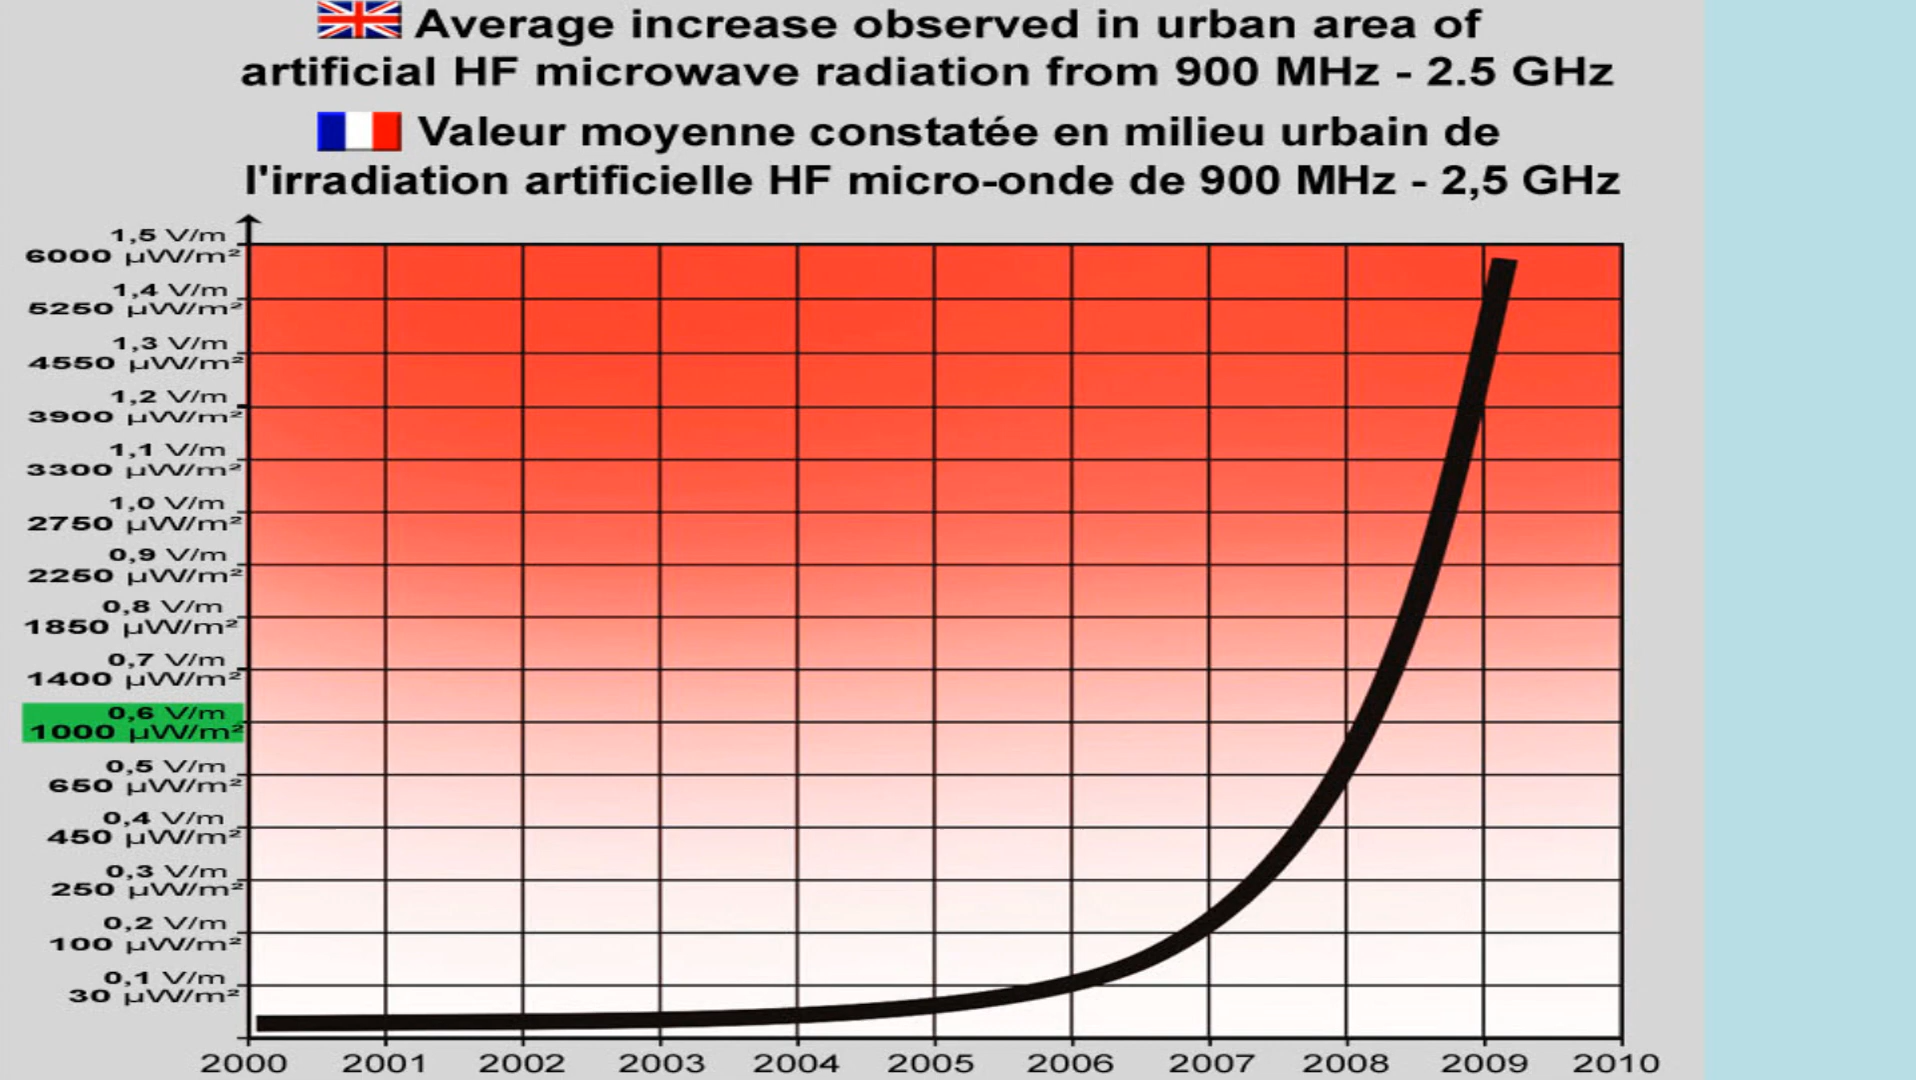 Average increase observed in urban area of
artificial HF microwave radiation from 900 MHz - 2.5 GHz
Valeur moyenne constatée en milieu urbain de
l'irradiation artificielle HF micro-onde de 900 MHz - 2,5 GHz
1,5 V/m
6000 µW/m²
1,4 V/m
5250 µW/m²
1,3 V/m
4550 µW/m²
1,2 V/m
3900 µW/m²
1,1 V/m
3300 µW/m²
1,0 V/m
2750 µW/m²
0,9 V/m
2250 µW/m²
0,8 V/m
1850 µW/m²
0,7 V/m
1400 µW/m²
0,6 V/m
1000 µW/m²
0,5 V/m
650 µW/m²
0,4 V/m
450 µW/m²
0,3 V/m
250 µW/m²
0,2 V/m
100 µW/m²
0,1 V/m
30 µW/m²
2000 2001 2002 2003 2004 2005 2006 2007 2008 2009 2010